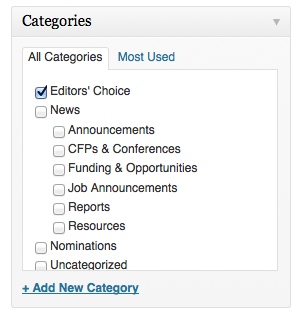 Categories
All Categories Most Used
Editors' Choice
News
Announcements
CFPs & Conferences
Funding & Opportunities
Job Announcements
Reports
Resources
Nominations
Uncategorized
+ Add New Category